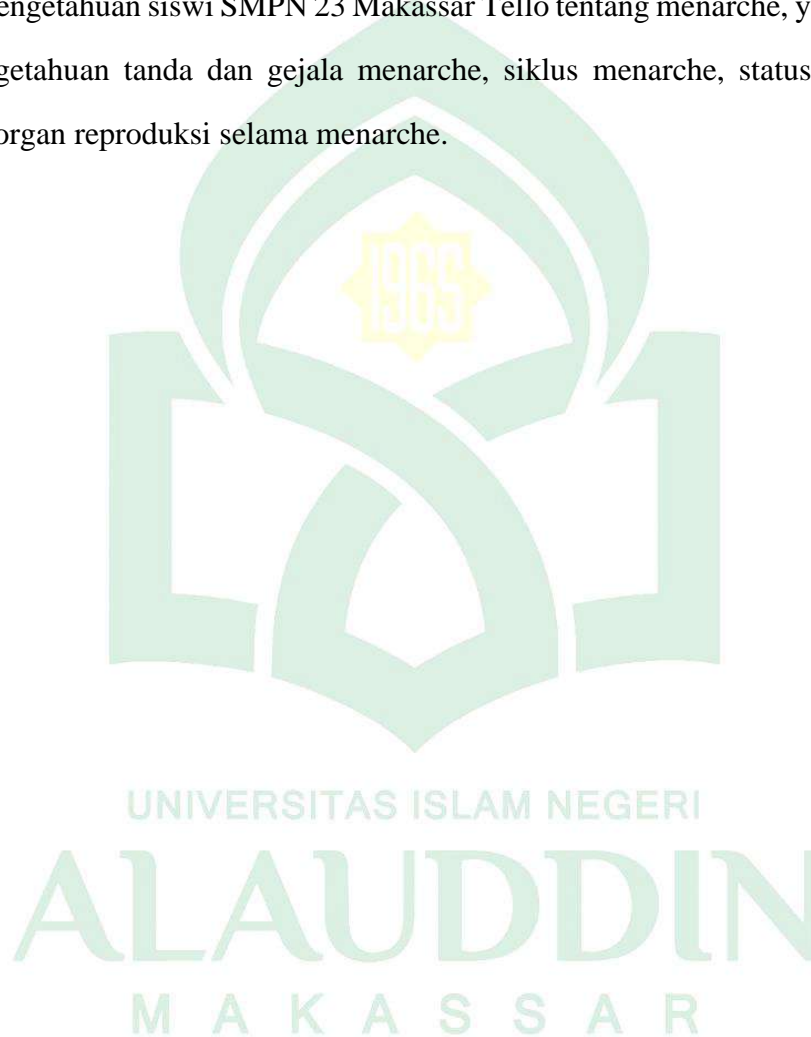 engetahuan siswi SMPN 23 Makassar Tello tentang menarche, y
getahuan tanda dan gejala menarche, siklus menarche, status
organ reproduksi selama menarche.
1965
UNIVERSITAS ISLAM NEGERI
ALAUDDIN
MAKASSAR